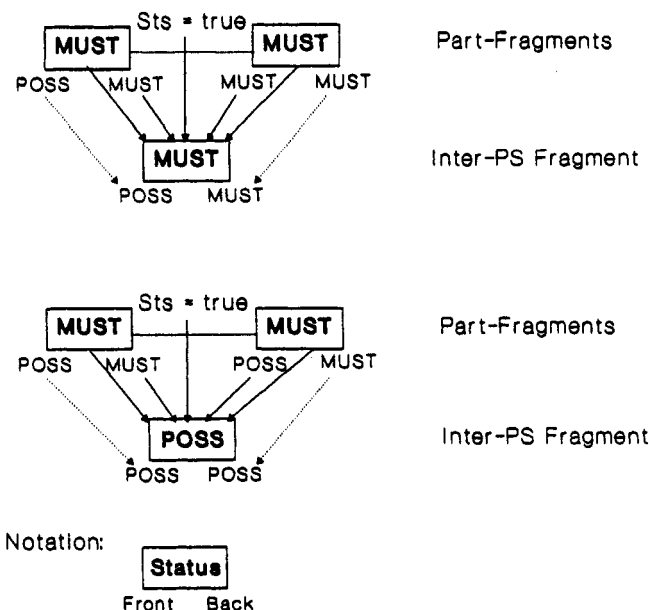 Sts = true
MUST MUST Part-Fragments
POSS MUST MUST MUST
MUST Inter-PS Fragment
POSS MUST
Sts = true
MUST MUST Part-Fragments
POSS MUST POSS MUST
POSS Inter-PS Fragment
POSS POSS
Notation:
Status
Front Back